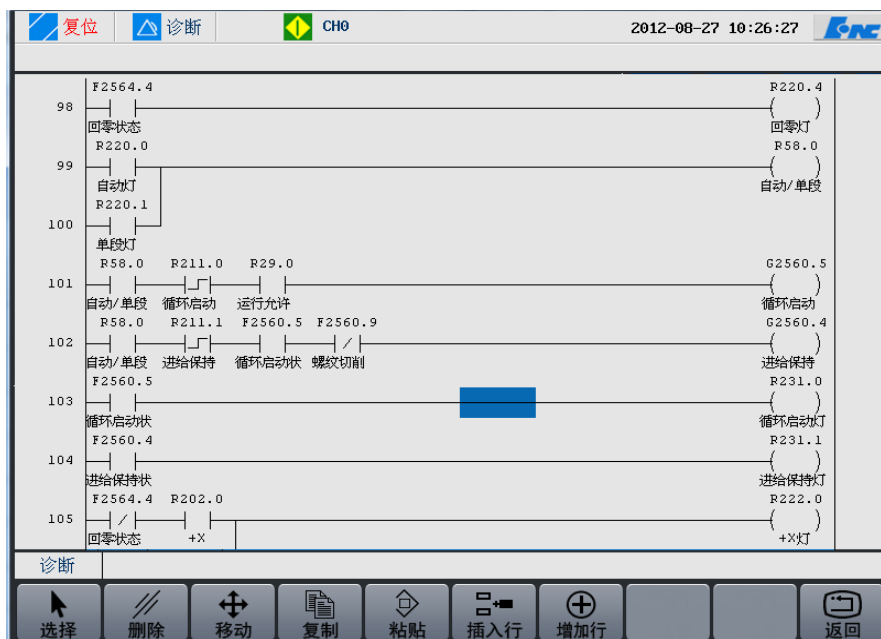 复位 诊断 CH0 2012-08-27 10:26:27
F2564.4 R220.4
98
回零状态 回零灯
R220.0 R58.0
99
自动灯 自动/单段
R220.1
100
单段灯
R58.0 R211.0 R29.0 G2560.5
101
自动/单段 循环启动 运行允许 循环启动
R58.0 R211.1 F2560.5 F2560.9 G2560.4
102
自动/单段 进给保持 循环启动状 螺纹切削 进给保持
F2560.5 R231.0
103
循环启动状 循环启动灯
F2560.4 R231.1
104
进给保持状 进给保持灯
F2564.4 R202.0 R222.0
105
回零状态 +X +X灯
诊断
选择 删除 移动 复制 粘贴 插入行 增加行 返回